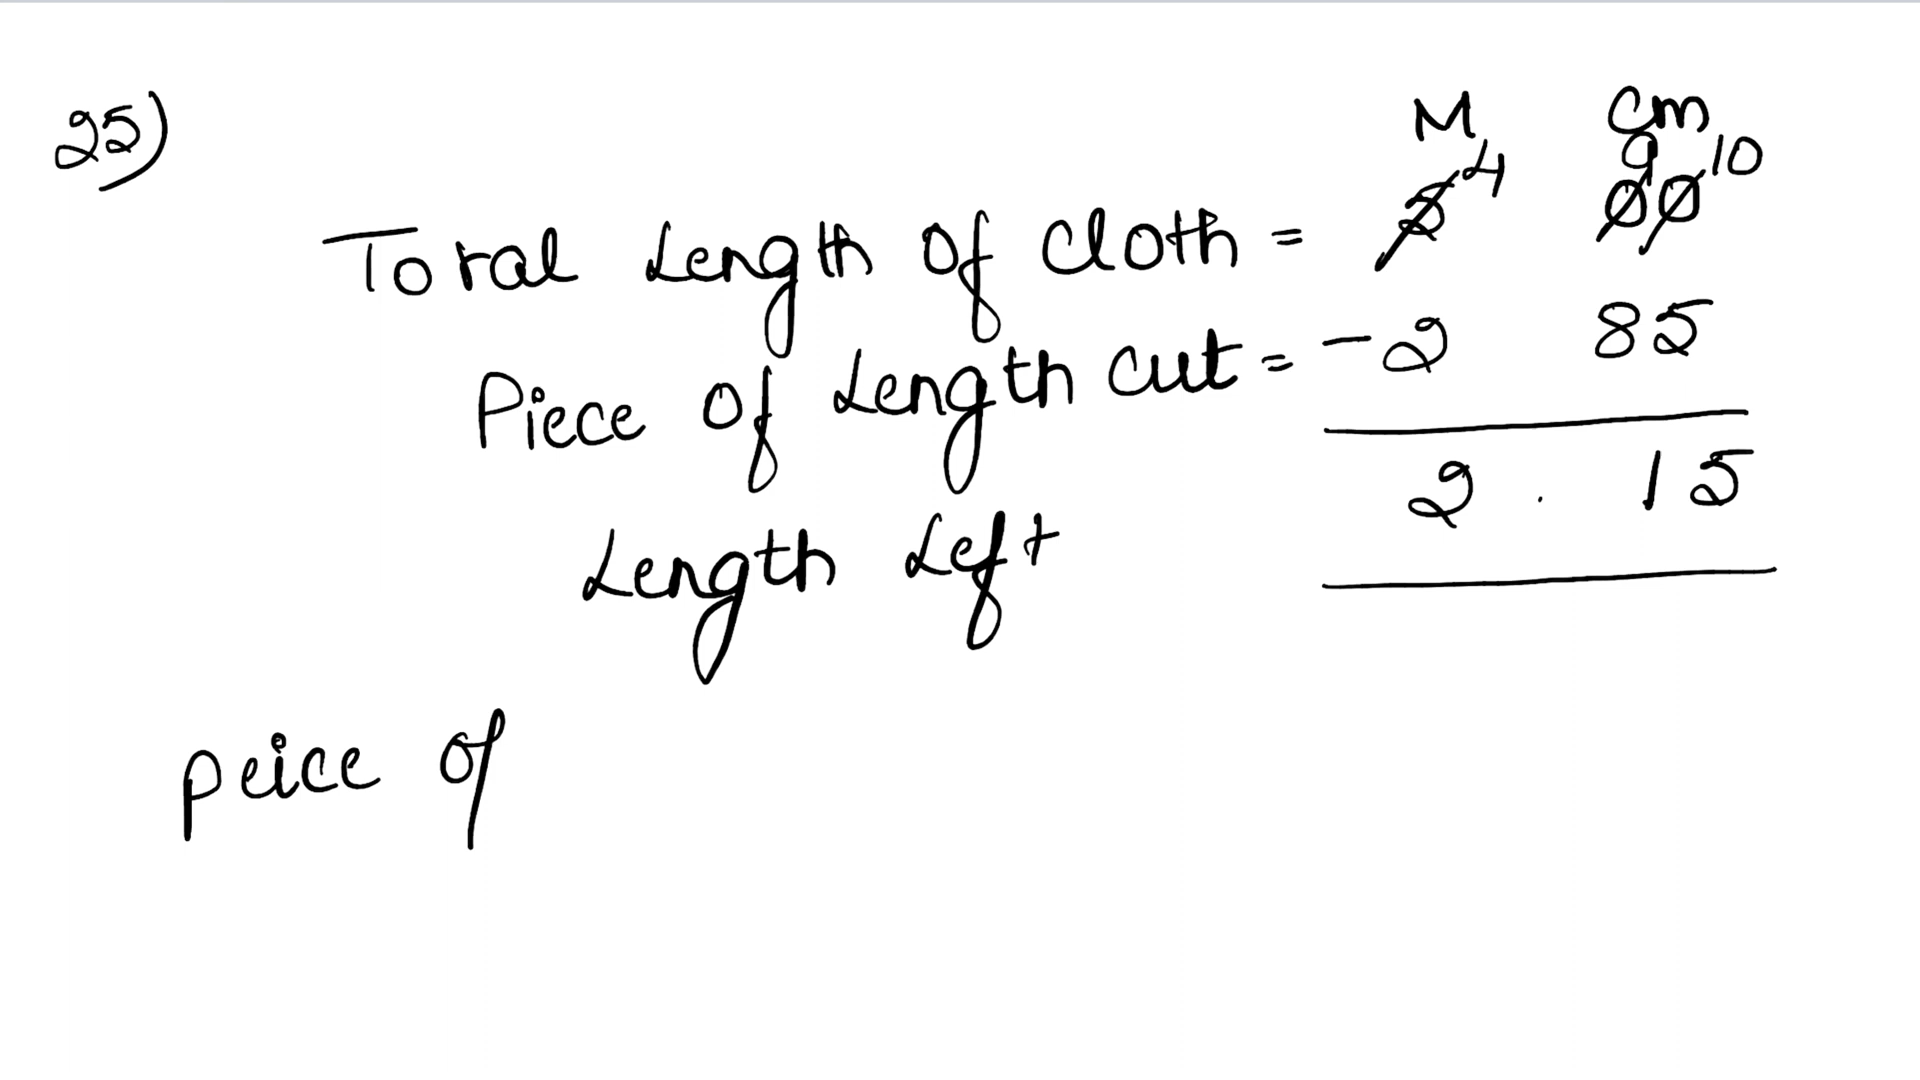 25)
M cm
4 9 10
Total Length of cloth = 5 00
Piece of Length cut = - 2 85
2 . 15
Length Left
peice of